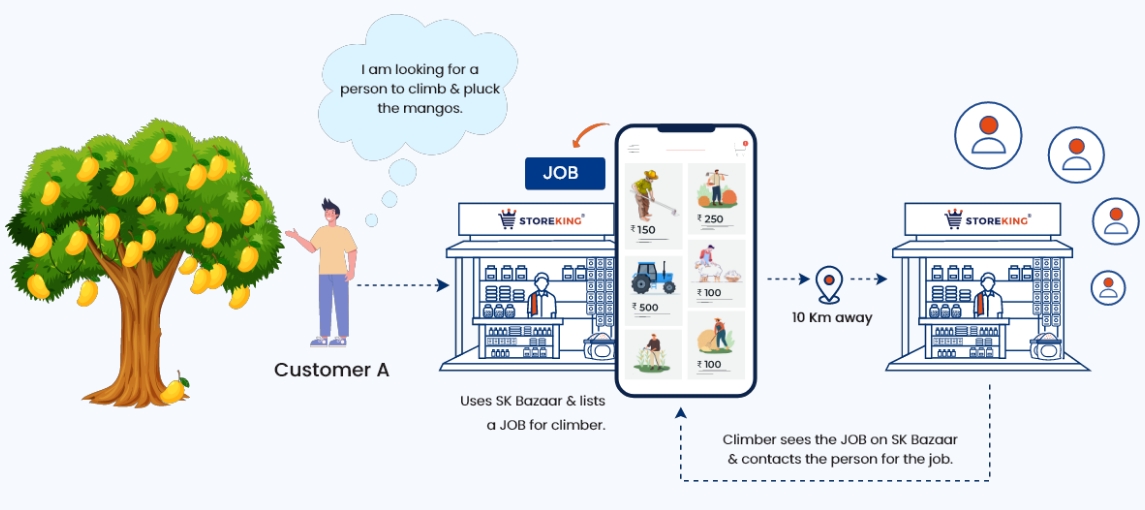 I am looking for a
person to climb & pluck
the mangos.
JOB
STOREKING®
Customer A
Uses SK Bazaar & lists
a JOB for climber.
₹ 150
₹ 250
₹ 500
₹ 100
₹ 100
10 Km away
STOREKING®
Climber sees the JOB on SK Bazaar
& contacts the person for the job.